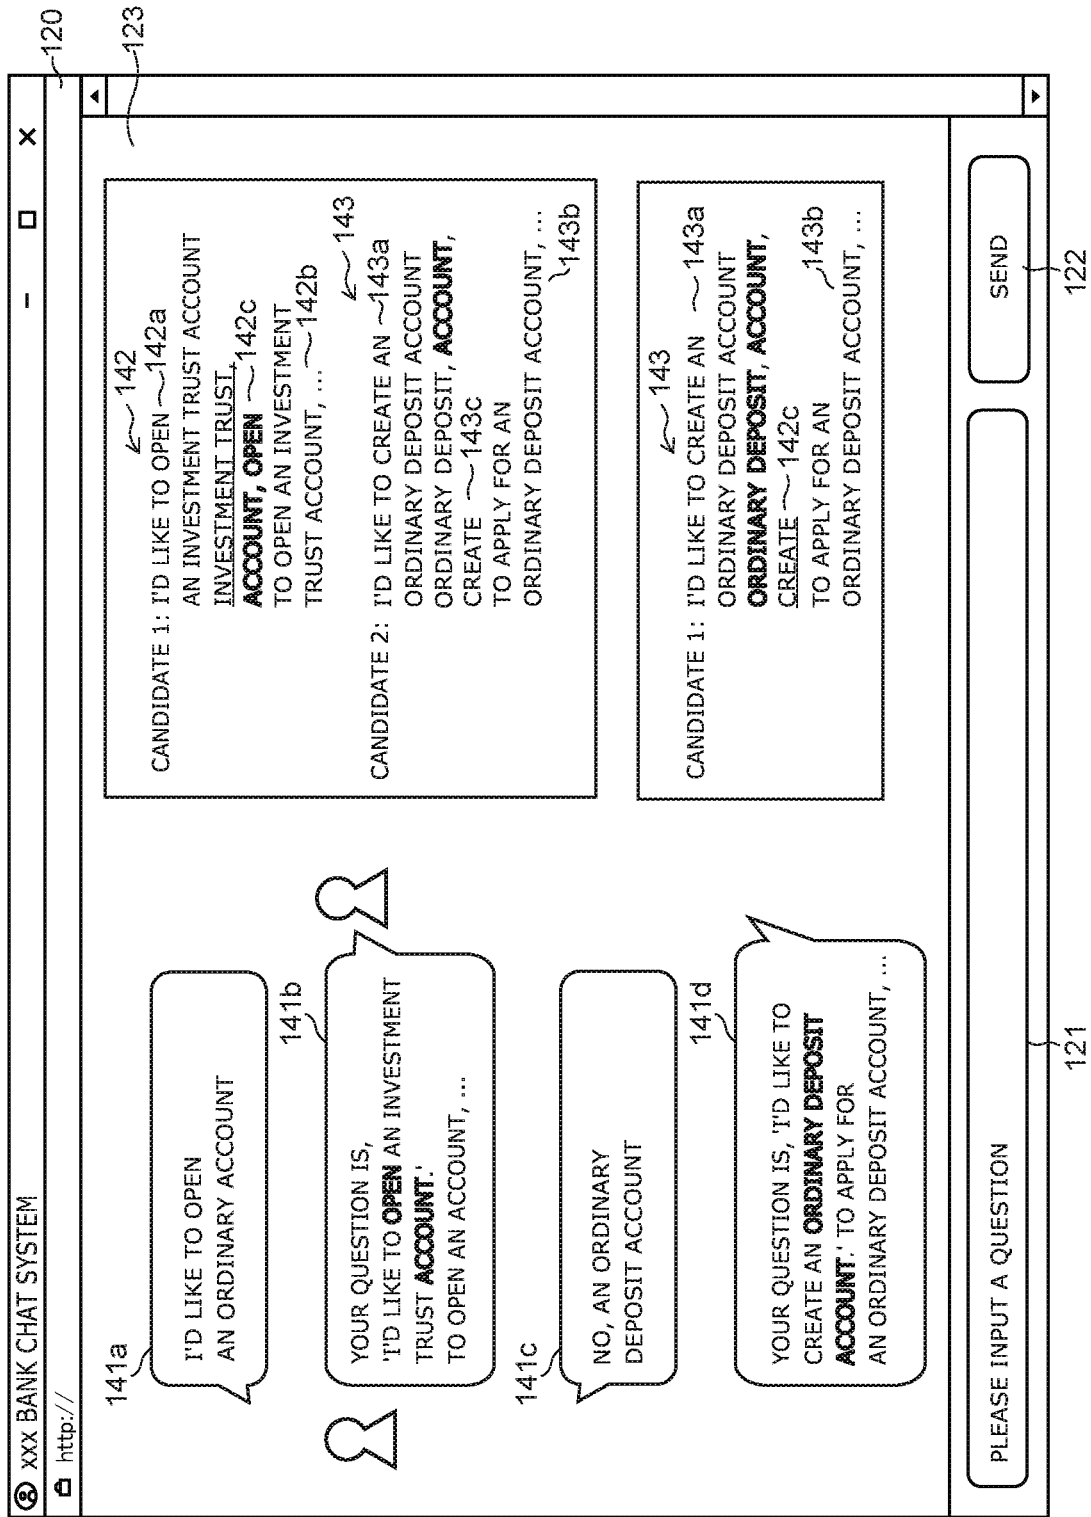 xxx BANK CHAT SYSTEM
http://
120
123
141a
I'D LIKE TO OPEN
AN ORDINARY ACCOUNT
141b
YOUR QUESTION IS,
'I'D LIKE TO OPEN AN INVESTMENT
TRUST ACCOUNT.'
TO OPEN AN ACCOUNT, ...
141c
NO, AN ORDINARY
DEPOSIT ACCOUNT
141d
YOUR QUESTION IS, 'I'D LIKE TO
CREATE AN ORDINARY DEPOSIT
ACCOUNT.' TO APPLY FOR
AN ORDINARY DEPOSIT ACCOUNT, ...
142
CANDIDATE 1: I'D LIKE TO OPEN 142a
AN INVESTMENT TRUST ACCOUNT
INVESTMENT TRUST,
ACCOUNT, OPEN 142c
TO OPEN AN INVESTMENT
TRUST ACCOUNT, ... 142b
143
CANDIDATE 2: I'D LIKE TO CREATE AN 143a
ORDINARY DEPOSIT ACCOUNT
ORDINARY DEPOSIT, ACCOUNT,
CREATE 143c
TO APPLY FOR AN
ORDINARY DEPOSIT ACCOUNT, ...
143b
143
CANDIDATE 1: I'D LIKE TO CREATE AN 143a
ORDINARY DEPOSIT ACCOUNT
ORDINARY DEPOSIT, ACCOUNT,
CREATE 142c
TO APPLY FOR AN 143b
ORDINARY DEPOSIT ACCOUNT, ...
PLEASE INPUT A QUESTION
SEND
121
122